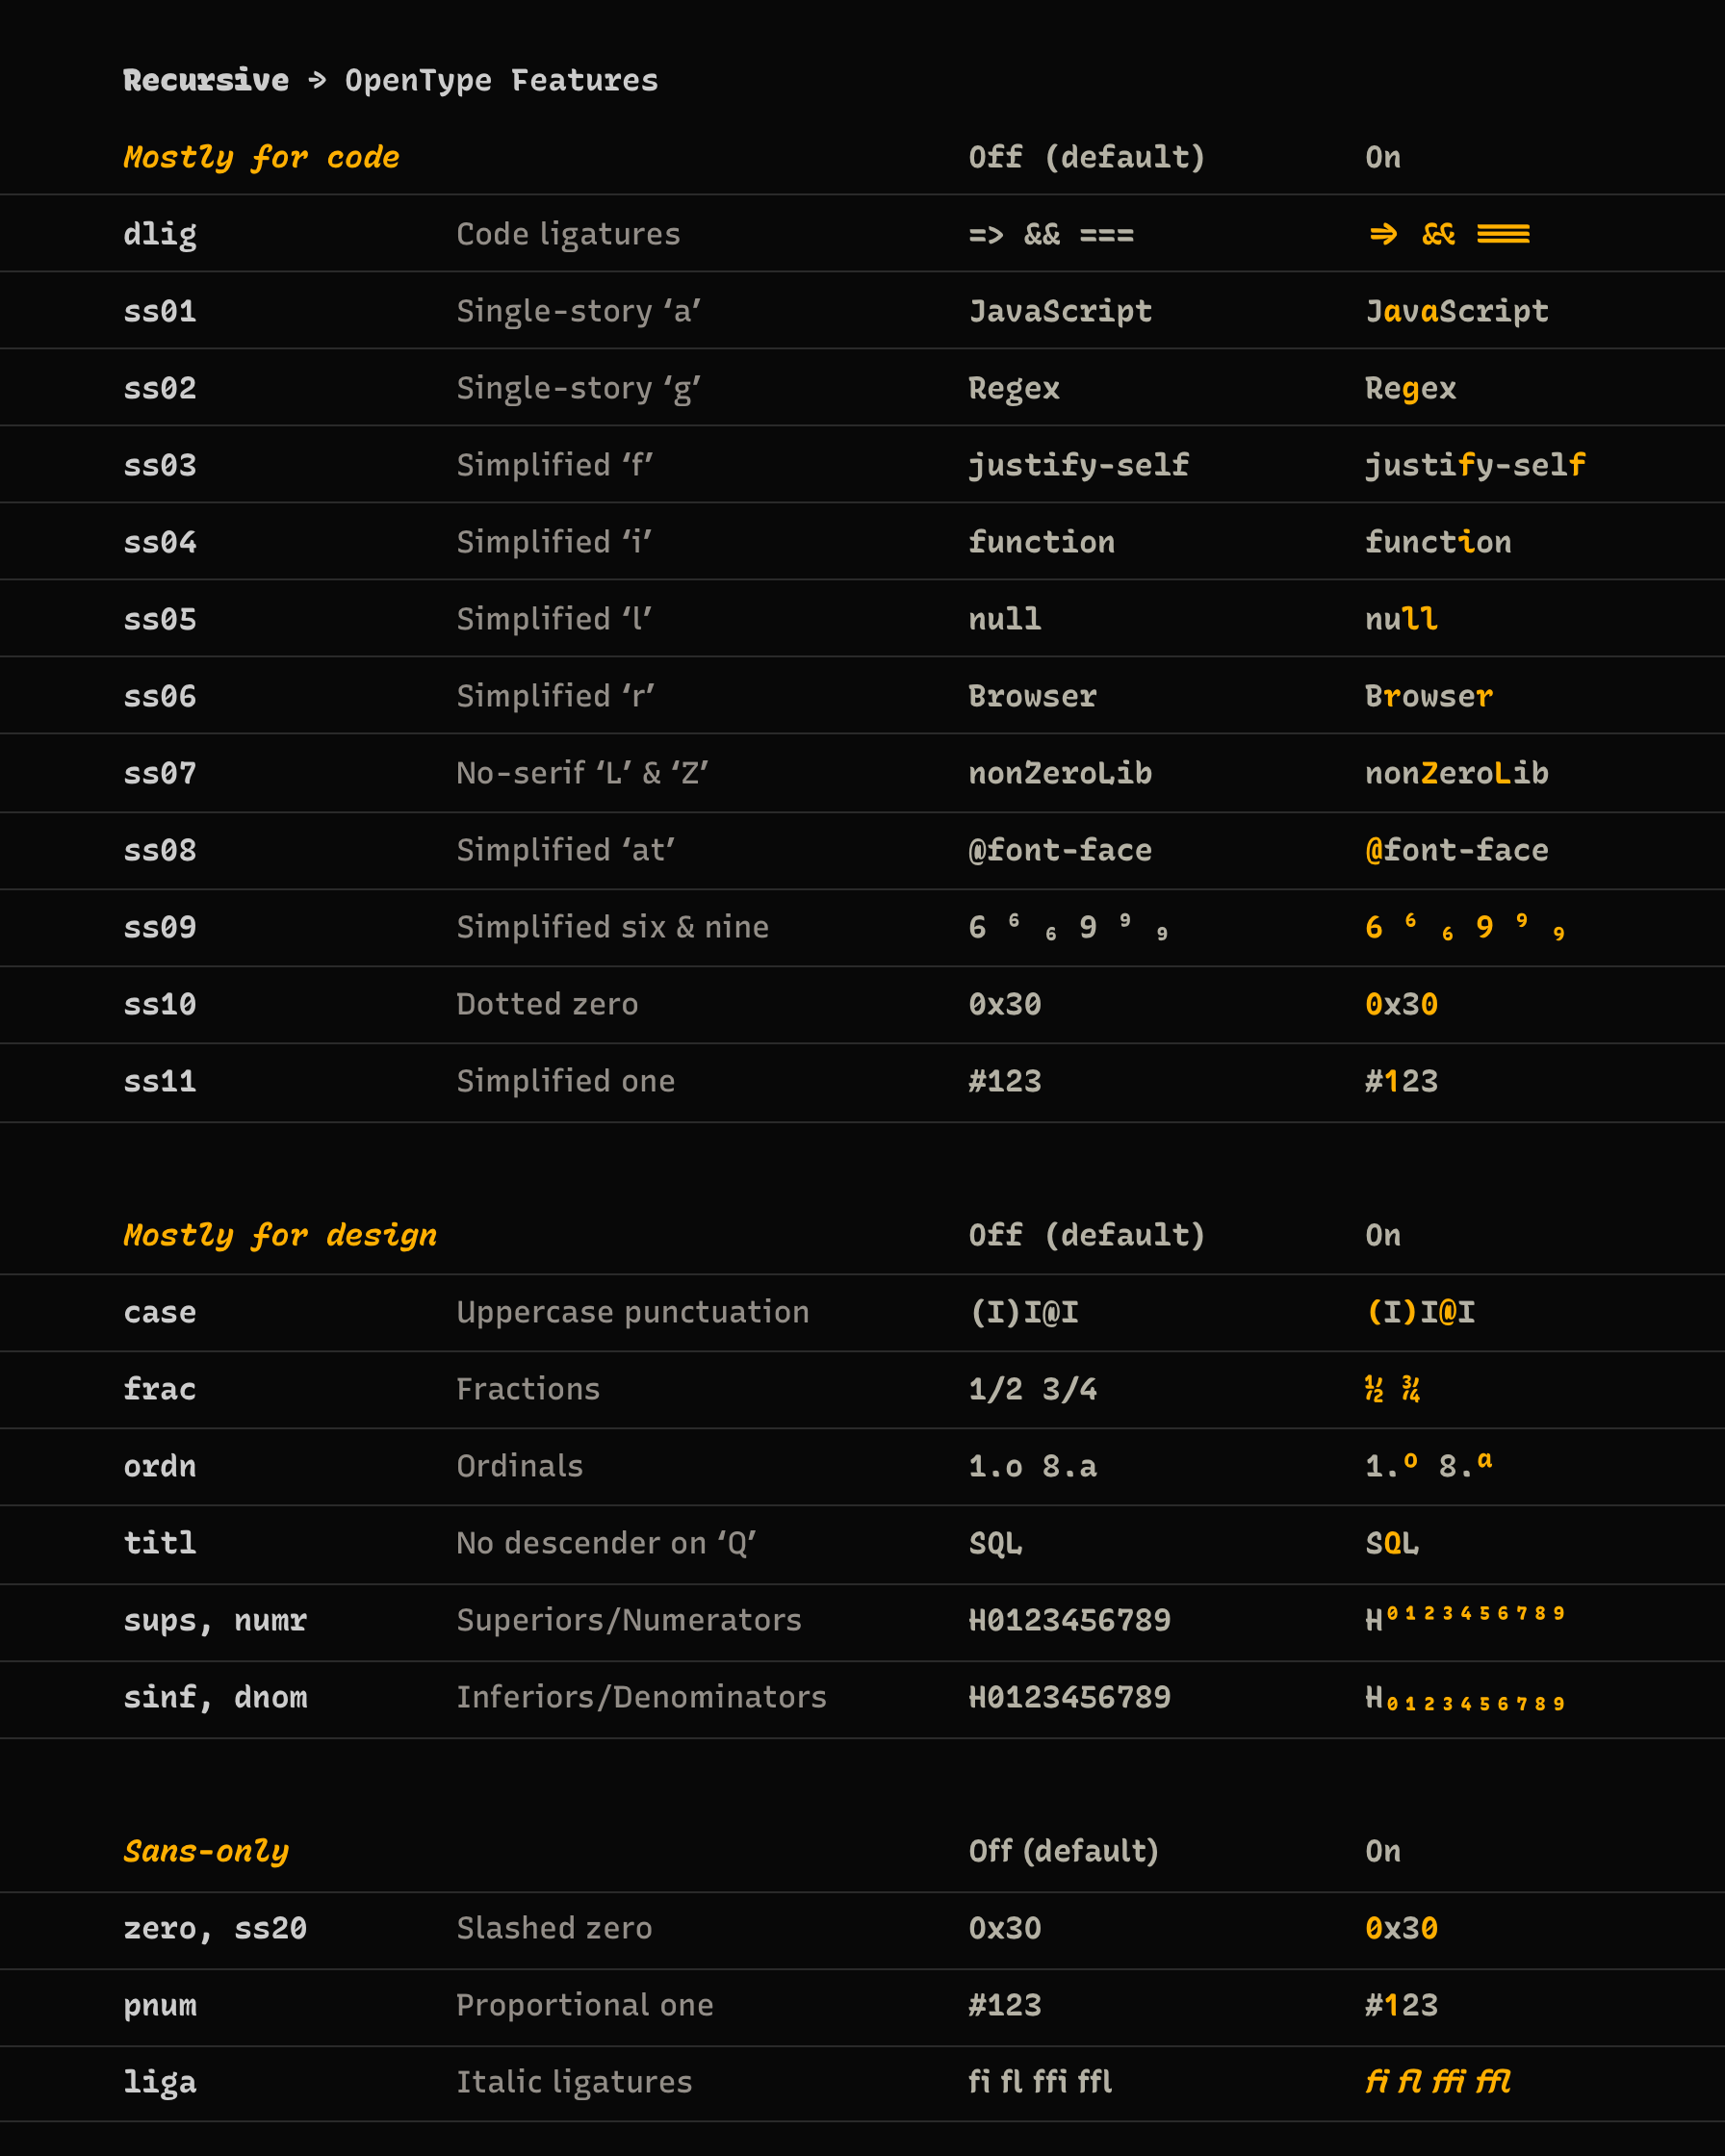 Recursive → OpenType Features
Mostly for code Off (default) On
dlig Code ligatures => && === => && ===
ss01 Single-story ‘a’ JavaScript JavaScript
ss02 Single-story ‘g’ Regex Regex
ss03 Simplified ‘f’ justify-self justify-self
ss04 Simplified ‘i’ function function
ss05 Simplified ‘l’ null null
ss06 Simplified ‘r’ Browser Browser
ss07 No-serif ‘L’ & ‘Z’ nonZeroLib nonZeroLib
ss08 Simplified ‘at’ @font-face @font-face
ss09 Simplified six & nine 6 ⁶ ₆ 9 ⁹ ₉ 6 ⁶ ₆ 9 ⁹ ₉
ss10 Dotted zero 0x30 0x30
ss11 Simplified one #123 #123
Mostly for design Off (default) On
case Uppercase punctuation (I)I@I (I)I@I
frac Fractions 1/2 3/4 ½ ¾
ordn Ordinals 1.o 8.a 1.º 8.ª
titl No descender on ‘Q’ SQL SQL
sups, numr Superiors/Numerators H0123456789 H⁰¹²³⁴⁵⁶⁷⁸⁹
sinf, dnom Inferiors/Denominators H0123456789 H₀₁₂₃₄₅₆₇₈₉
Sans-only Off (default) On
zero, ss20 Slashed zero 0x30 0x30
pnum Proportional one #123 #123
liga Italic ligatures fi fl ffi ffl fi fl ffi ffl